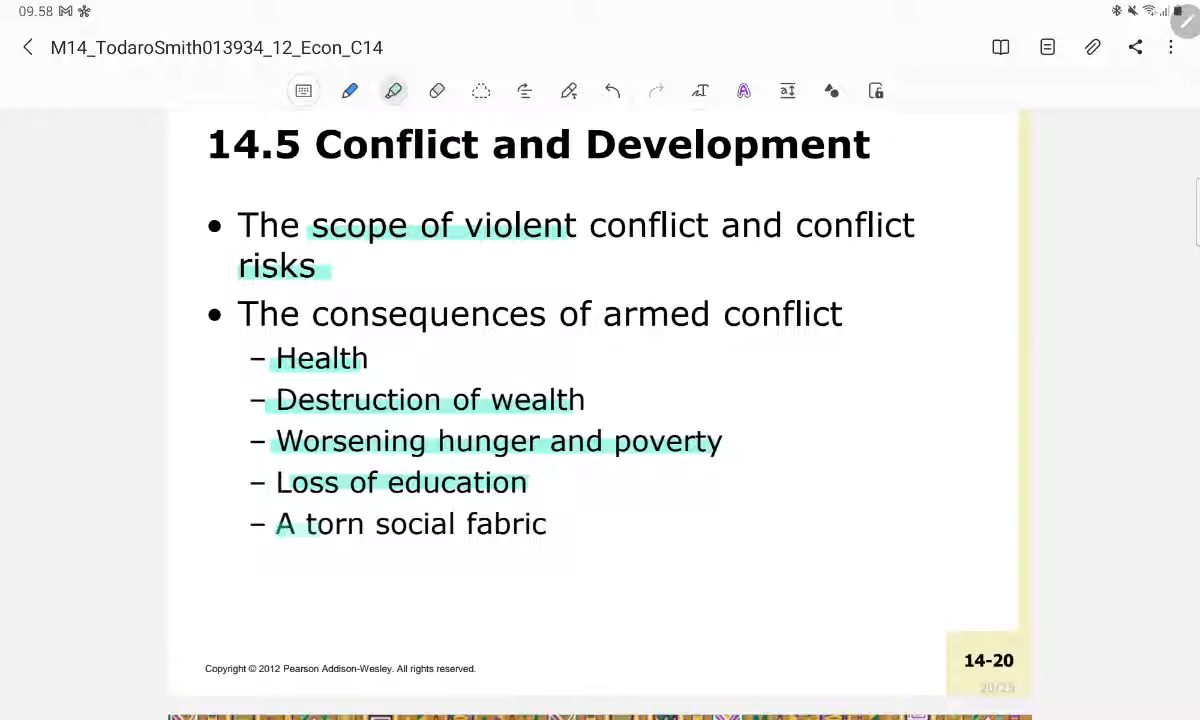 09.58
M14_TodaroSmith013934_12_Econ_C14
14.5 Conflict and Development
• The scope of violent conflict and conflict
risks
• The consequences of armed conflict
– Health
– Destruction of wealth
– Worsening hunger and poverty
– Loss of education
– A torn social fabric
Copyright © 2012 Pearson Addison-Wesley. All rights reserved.
14-20
20/25